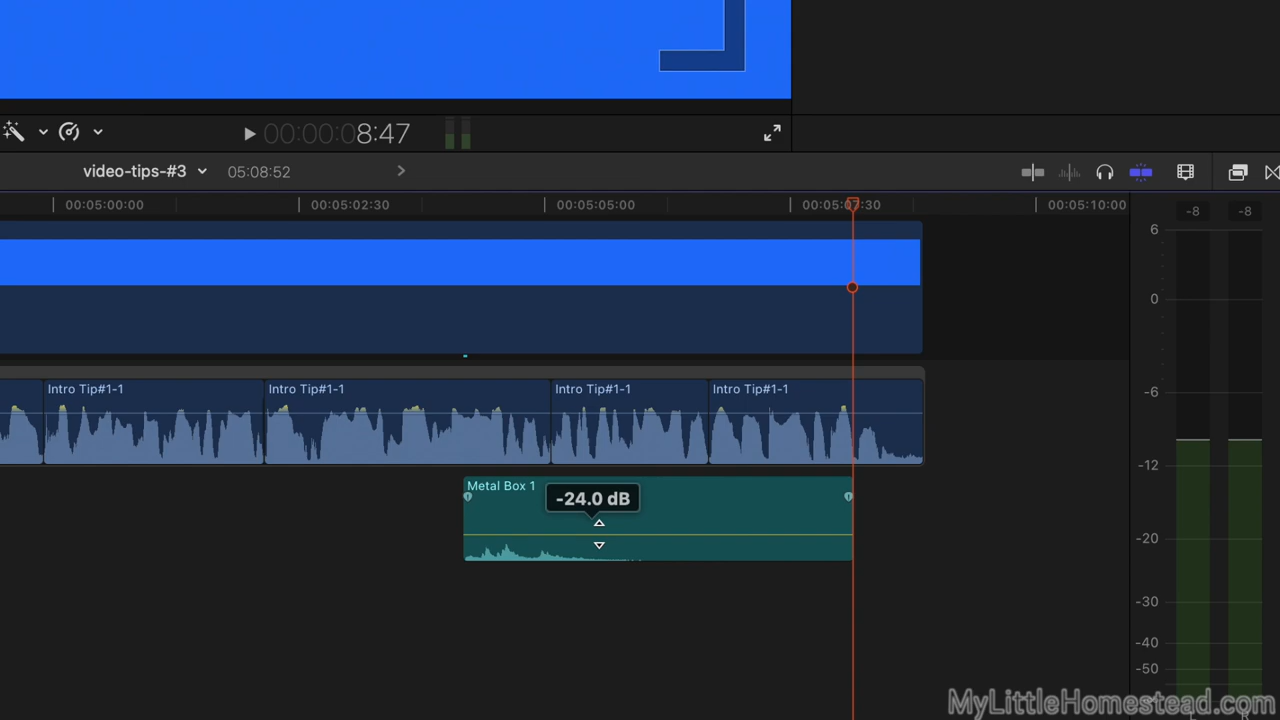 00:00:08:47
video-tips-#3
05:08:52
00:05:00:00
00:05:02:30
00:05:05:00
00:05:07:30
00:05:10:00
-8
-8
6
0
-6
-12
-20
-30
-40
-50
Intro Tip#1-1
Intro Tip#1-1
Intro Tip#1-1
Intro Tip#1-1
Metal Box 1
-24.0 dB
MyLittleHomestead.com